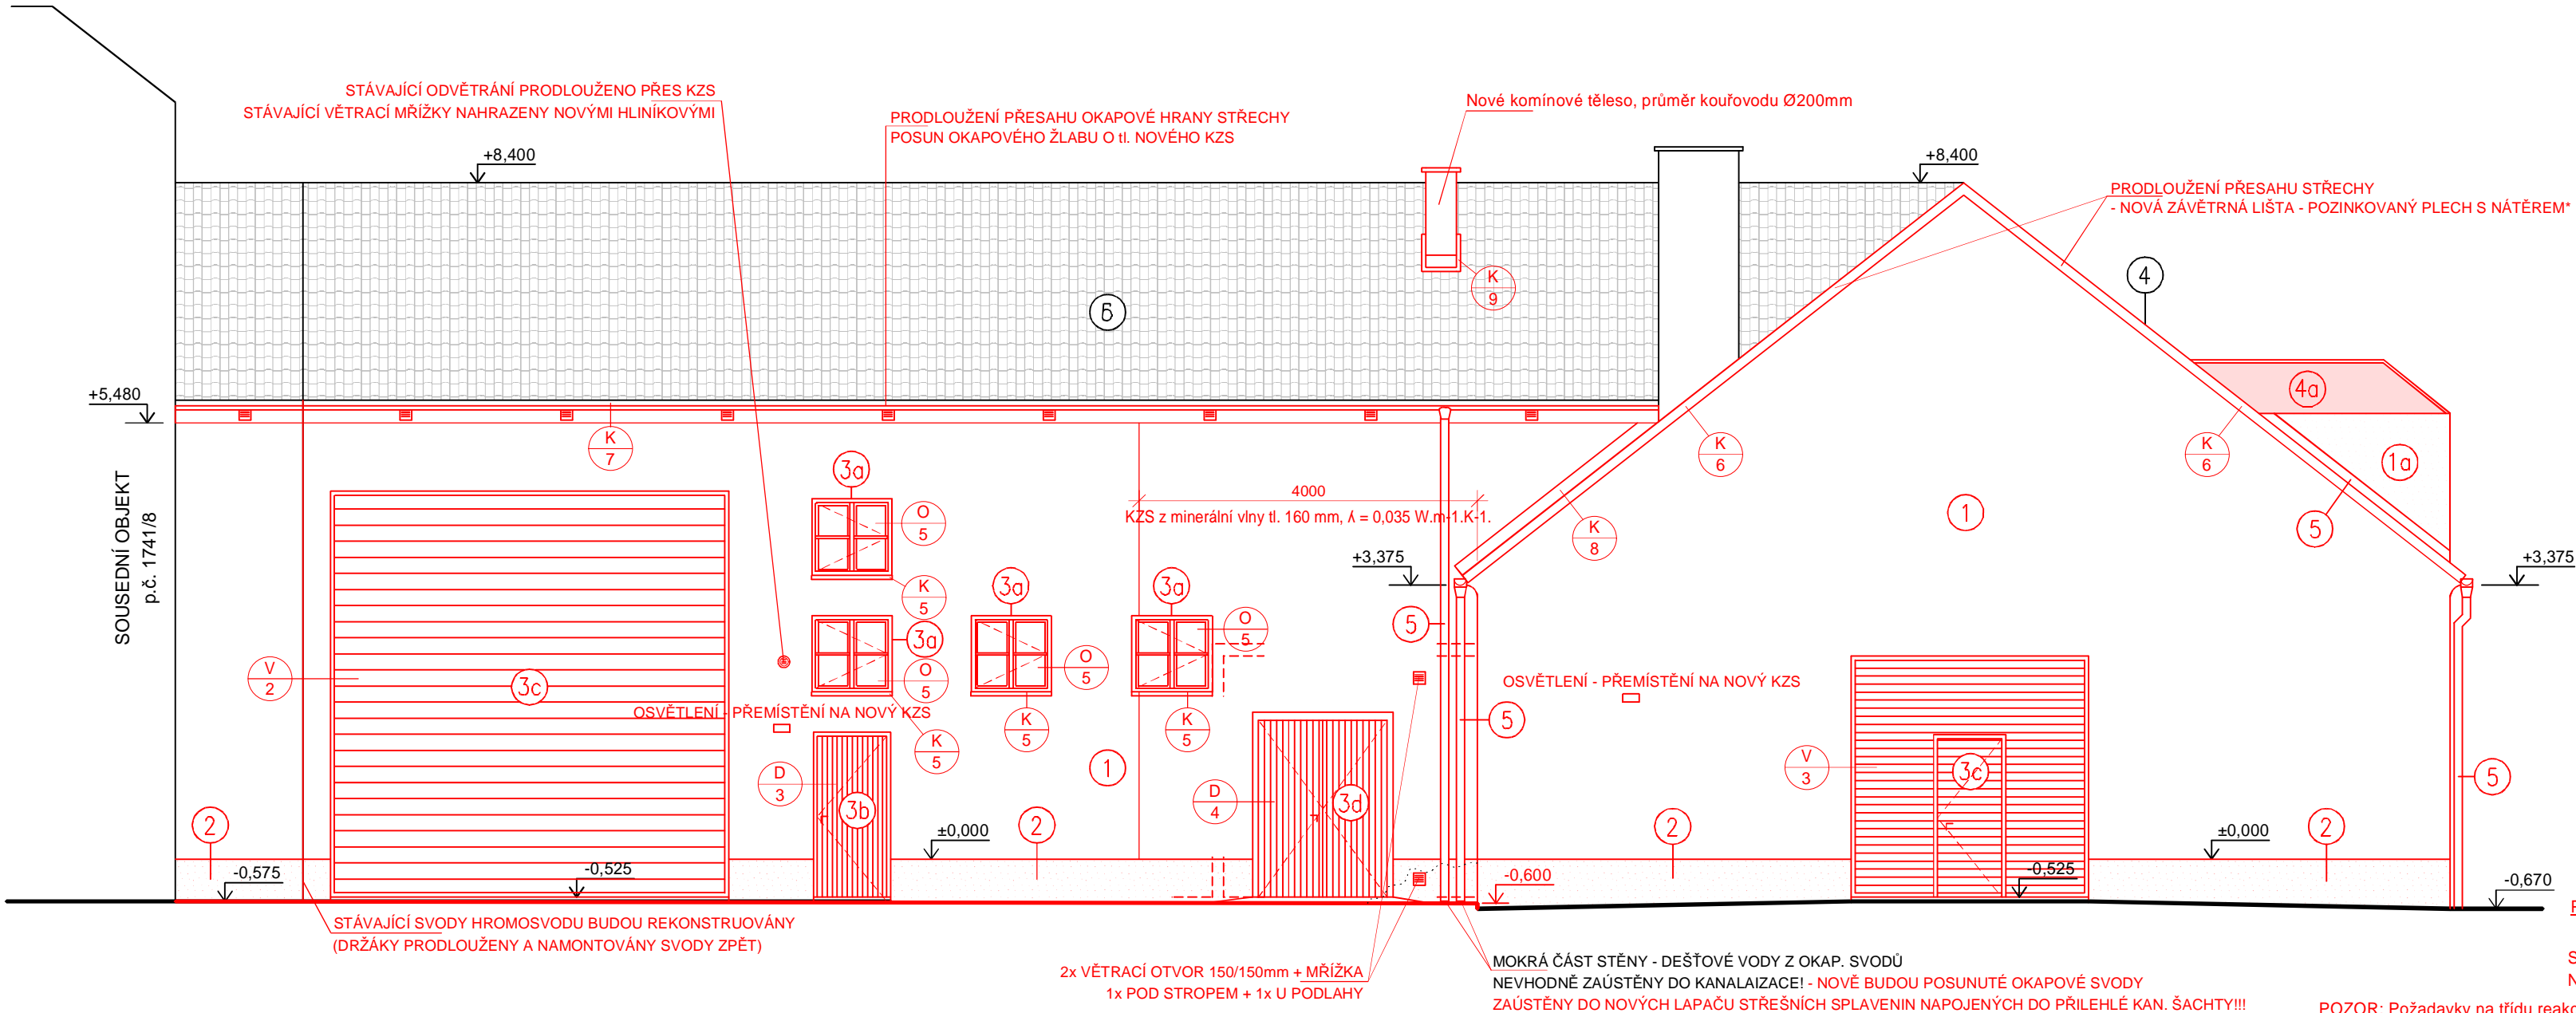 STÁVAJÍCÍ ODVĚTRÁNÍ PRODLOUŽENO PŘES KZS
STÁVAJÍCÍ VĚTRACÍ MŘÍŽKY NAHRAZENY NOVÝMI HLINÍKOVÝMI
PRODLOUŽENÍ PŘESAHU OKAPOVÉ HRANY STŘECHY
POSUN OKAPOVÉHO ŽLABU O tl. NOVÉHO KZS
Nové komínové těleso, průměr kouřovodu Ø200mm
+8,400
+8,400
PRODLOUŽENÍ PŘESAHU STŘECHY
- NOVÁ ZÁVĚTRNÁ LIŠTA - POZINKOVANÝ PLECH S NÁTĚREM*
4
K
9
6
4a
+5,480
K
7
K
6
K
6
1a
3a
SOUSEDNÍ OBJEKT
p.č. 1741/8
4000
KZS z minerální vlny tl. 160 mm, λ = 0,035 W.m-1.K-1.
O
5
K
8
1
5
+3,375
+3,375
K
5
3a
3a
O
5
5
3a
O
5
O
5
V
2
3c
OSVĚTLENÍ - PŘEMÍSTĚNÍ NA NOVÝ KZS
OSVĚTLENÍ - PŘEMÍSTĚNÍ NA NOVÝ KZS
K
5
K
5
K
5
5
1
D
3
3b
D
4
3d
V
3
3c
5
2
±0,000
2
2
±0,000
2
-0,575
-0,525
-0,600
-0,525
-0,670
STÁVAJÍCÍ SVODY HROMOSVODU BUDOU REKONSTRUOVÁNY
(DRŽÁKY PRODLOUŽENY A NAMONTOVÁNY SVODY ZPĚT)
2x VĚTRACÍ OTVOR 150/150mm + MŘÍŽKA
1x POD STROPEM + 1x U PODLAHY
MOKRÁ ČÁST STĚNY - DEŠŤOVÉ VODY Z OKAP. SVODŮ
NEVHODNĚ ZAÚSTĚNY DO KANALAIZACE! - NOVĚ BUDOU POSUNUTÉ OKAPOVÉ SVODY
ZAÚSTĚNY DO NOVÝCH LAPAČU STŘEŠNÍCH SPLAVENIN NAPOJENÝCH DO PŘILEHLÉ KAN. ŠACHTY!!!
POZOR: Požadavky na třídu reako